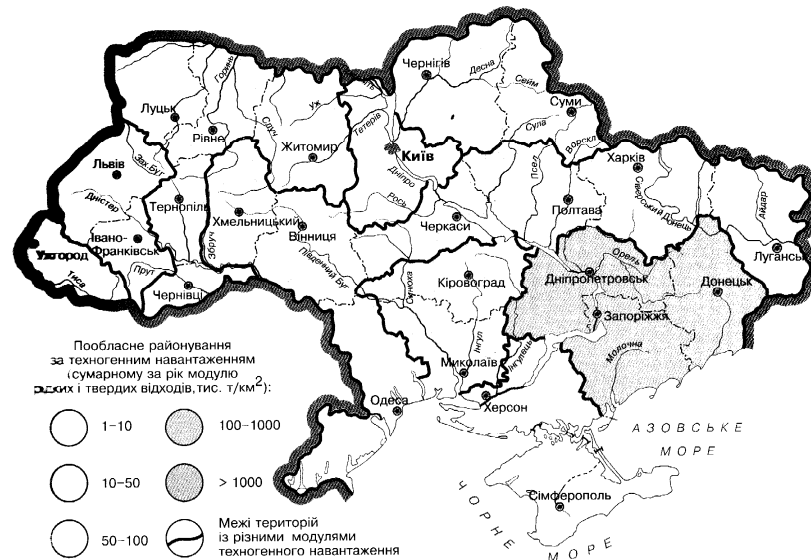 Чернігів
Десна
Сейм
Горинь
Луцьк
Рівне
Случ
Уж
Тетерів
Житомир
Київ
Суми
Сула
Ворскл
Харків
Львів
Зах. Буг
Дністер
Тернопіль
Хмельницький
Вінниця
Дніпро
Рось
Черкаси
Псел
Полтава
Сіверський Донець
Айдар
Луганськ
Ужгород
Івано-
Франківськ
Тиса
Прут
Збруч
Чернівці
Південний Буг
Синюха
Кіровоград
Орель
Дніпропетровськ
Донецьк
Запоріжжя
Інгул
Інгулець
Молочна
Миколаїв
Херсон
Одеса
АЗОВСЬКЕ
МОРЕ
Сімферополь
ЧОРНЕ
МОРЕ
Пообласне районування
за техногенним навантаженням
(сумарному за рік модулю
рідких і твердих відходів, тис. т/км²):
1-10
100-1000
10-50
> 1000
50-100
Межі територій
із різними модулями
техногенного навантаження